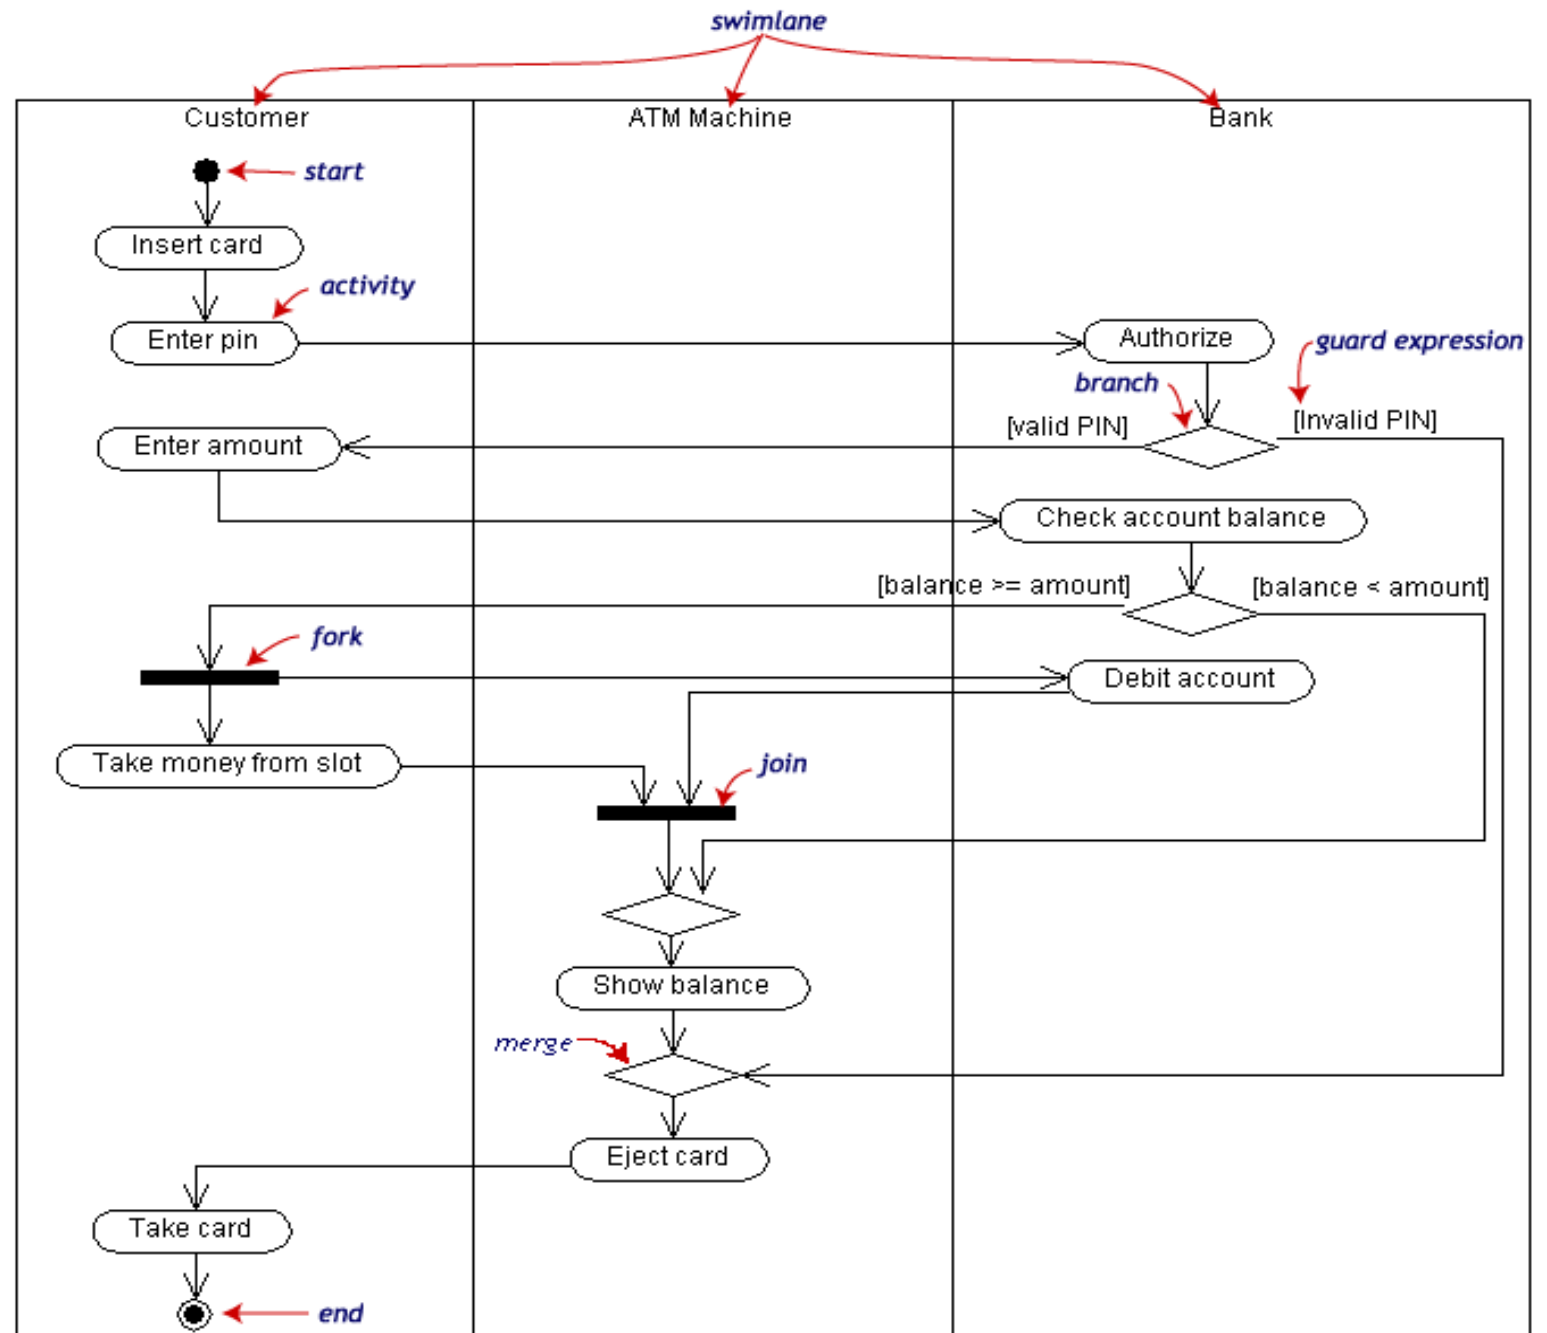 swimlane
Customer
ATM Machine
Bank
start
Insert card
activity
Enter pin
Authorize
guard expression
branch
[valid PIN]
[Invalid PIN]
Enter amount
Check account balance
[balance >= amount]
[balance < amount]
fork
Debit account
Take money from slot
join
Show balance
merge
Eject card
Take card
end